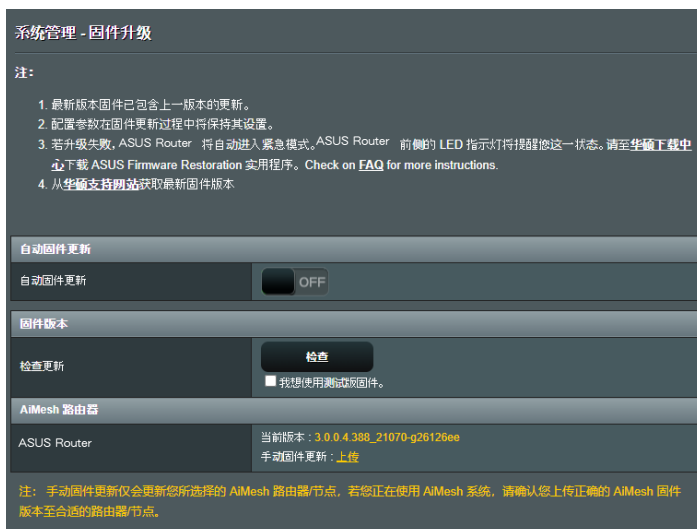 系统管理 - 固件升级
注：
1. 最新版本固件已包含上一版本的更新。
2. 配置参数在固件更新过程中将保持其设置。
3. 若升级失败, ASUS Router 将自动进入紧急模式。ASUS Router 前侧的 LED 指示灯将提醒您这一状态。请至华硕下载中
心下载 ASUS Firmware Restoration 实用程序。Check on FAQ for more instructions.
4. 从华硕支持网站获取最新固件版本
自动固件更新
自动固件更新 OFF
固件版本
检查更新 检查
我想使用测试版固件。
AiMesh 路由器
ASUS Router 当前版本 : 3.0.0.4.388_21070-g26126ee
手动固件更新 : 上传
注： 手动固件更新仅会更新您所选择的 AiMesh 路由器/节点，若您正在使用 AiMesh 系统，请确认您上传正确的 AiMesh 固件
版本至合适的路由器/节点。